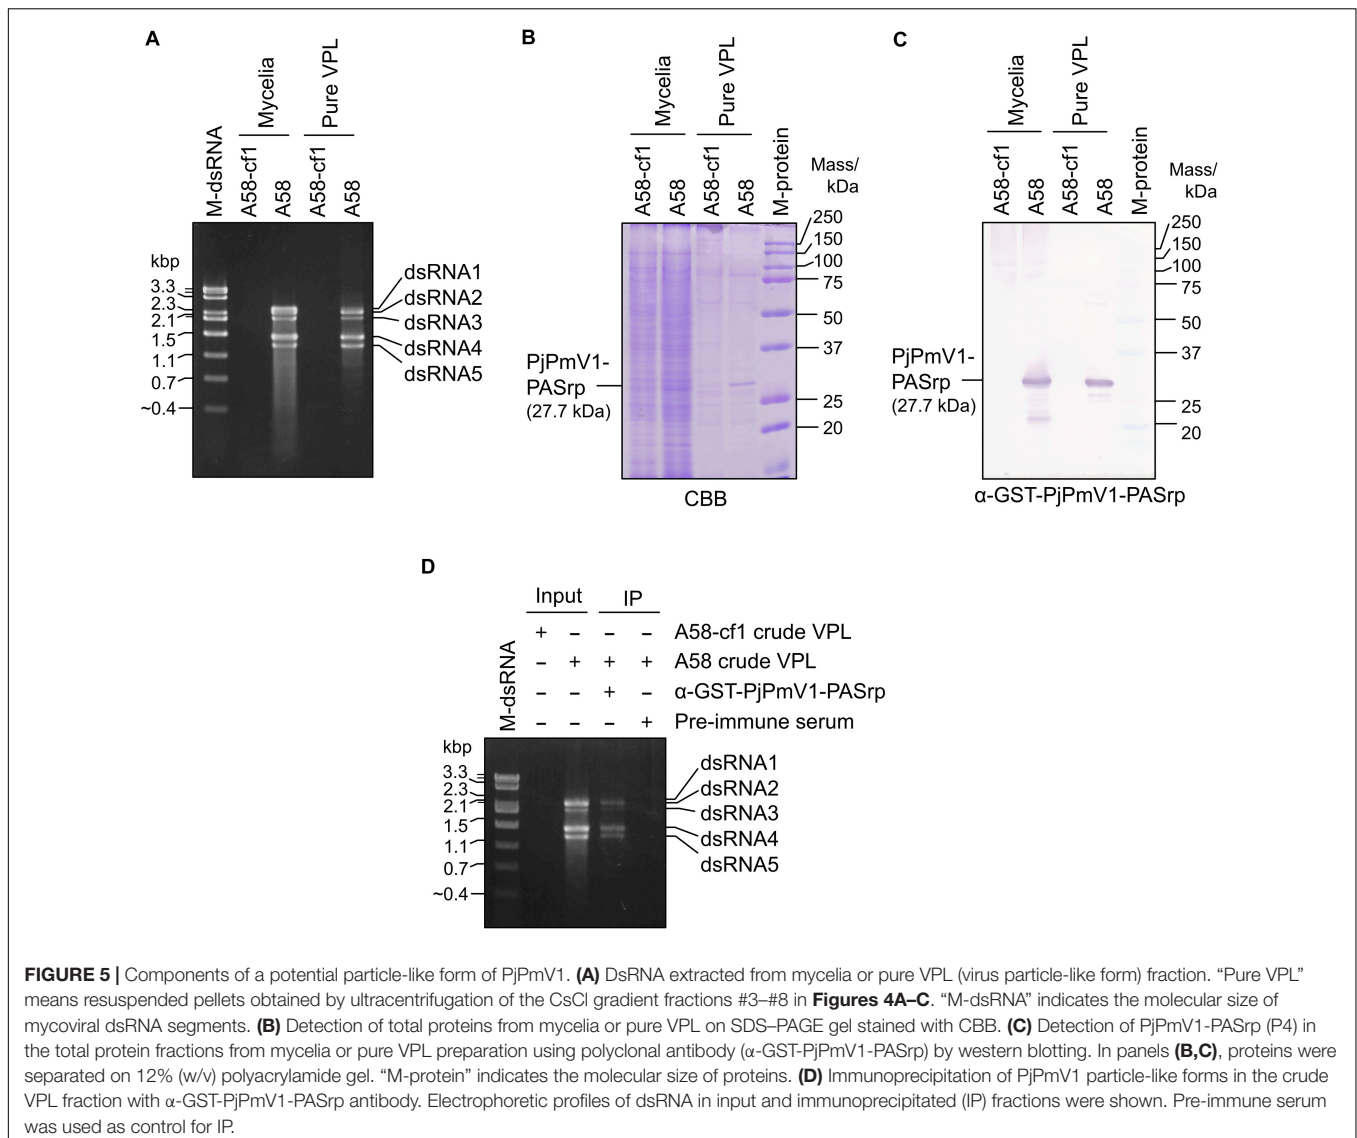 A
Mycelia
Pure VPL
M-dsRNA
A58-cf1
A58
A58-cf1
A58
kbp
3.3
2.3
2.1
1.5
1.1
0.7
~0.4
dsRNA1
dsRNA2
dsRNA3
dsRNA4
dsRNA5
B
Mycelia
Pure VPL
A58-cf1
A58
A58-cf1
A58
M-protein
Mass/
kDa
250
150
100
75
50
37
25
20
PjPmV1-
PASrp
(27.7 kDa)
CBB
C
Mycelia
Pure VPL
A58-cf1
A58
A58-cf1
A58
M-protein
Mass/
kDa
250
150
100
75
50
37
25
20
PjPmV1-
PASrp
(27.7 kDa)
α-GST-PjPmV1-PASrp
D
Input IP
+ – – – A58-cf1 crude VPL
– + + + A58 crude VPL
– – + – α-GST-PjPmV1-PASrp
– – – + Pre-immune serum
M-dsRNA
kbp
3.3
2.3
2.1
1.5
1.1
0.7
~0.4
dsRNA1
dsRNA2
dsRNA3
dsRNA4
dsRNA5
FIGURE 5 | Components of a potential particle-like form of PjPmV1. (A) DsRNA extracted from mycelia or pure VPL (virus particle-like form) fraction. “Pure VPL”
means resuspended pellets obtained by ultracentrifugation of the CsCl gradient fractions #3–#8 in Figures 4A–C. “M-dsRNA” indicates the molecular size of
mycoviral dsRNA segments. (B) Detection of total proteins from mycelia or pure VPL on SDS–PAGE gel stained with CBB. (C) Detection of PjPmV1-PASrp (P4) in
the total protein fractions from mycelia or pure VPL preparation using polyclonal antibody (α-GST-PjPmV1-PASrp) by western blotting. In panels (B,C), proteins were
separated on 12% (w/v) polyacrylamide gel. “M-protein” indicates the molecular size of proteins. (D) Immunoprecipitation of PjPmV1 particle-like forms in the crude
VPL fraction with α-GST-PjPmV1-PASrp antibody. Electrophoretic profiles of dsRNA in input and immunoprecipitated (IP) fractions were shown. Pre-immune serum
was used as control for IP.